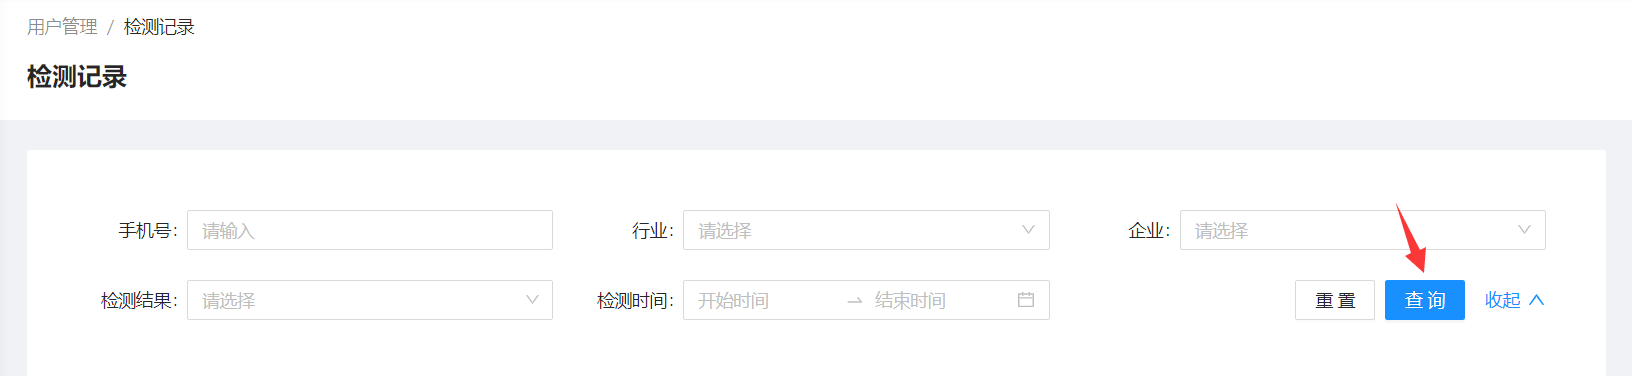 用户管理 / 检测记录
检测记录
手机号: 请输入 行业: 请选择 企业: 请选择
检测结果: 请选择 检测时间: 开始时间 → 结束时间 重 置 查 询 收起